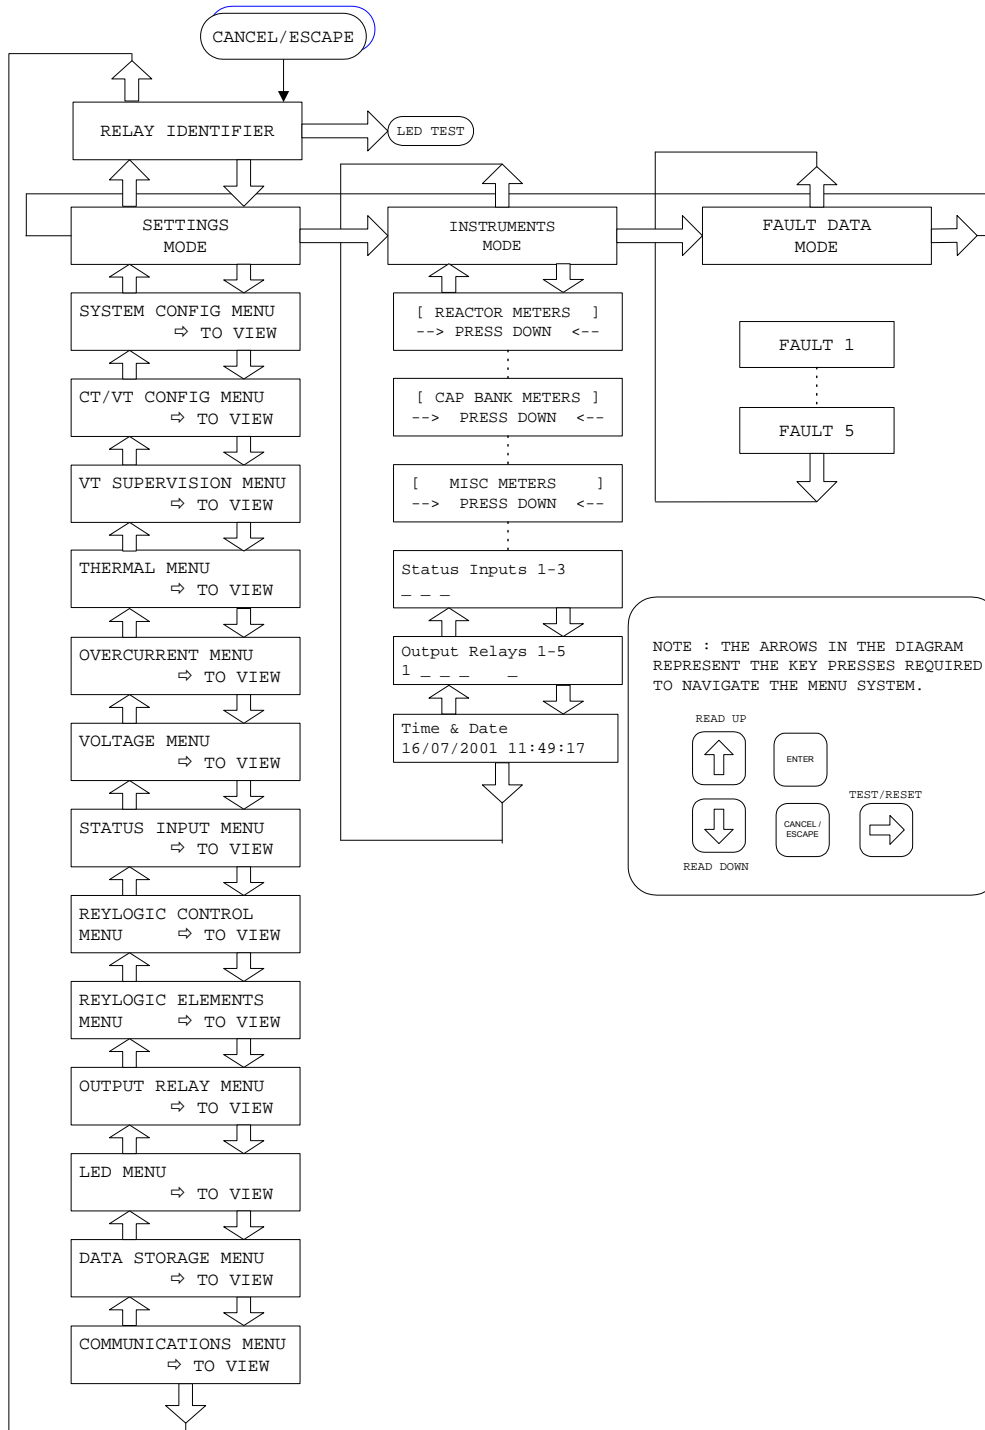 CANCEL/ESCAPE
RELAY IDENTIFIER
LED TEST
SETTINGS
MODE
INSTRUMENTS
MODE
FAULT DATA
MODE
SYSTEM CONFIG MENU
⇨ TO VIEW
CT/VT CONFIG MENU
⇨ TO VIEW
VT SUPERVISION MENU
⇨ TO VIEW
THERMAL MENU
⇨ TO VIEW
OVERCURRENT MENU
⇨ TO VIEW
VOLTAGE MENU
⇨ TO VIEW
STATUS INPUT MENU
⇨ TO VIEW
REYLOGIC CONTROL
MENU ⇨ TO VIEW
REYLOGIC ELEMENTS
MENU ⇨ TO VIEW
OUTPUT RELAY MENU
⇨ TO VIEW
LED MENU
⇨ TO VIEW
DATA STORAGE MENU
⇨ TO VIEW
COMMUNICATIONS MENU
⇨ TO VIEW
[ REACTOR METERS ]
--> PRESS DOWN <--
[ CAP BANK METERS ]
--> PRESS DOWN <--
[ MISC METERS ]
--> PRESS DOWN <--
Status Inputs 1-3
_ _ _
Output Relays 1-5
1 _ _ _ _
Time & Date
16/07/2001 11:49:17
FAULT 1
FAULT 5
NOTE : THE ARROWS IN THE DIAGRAM
REPRESENT THE KEY PRESSES REQUIRED
TO NAVIGATE THE MENU SYSTEM.
READ UP
ENTER
TEST/RESET
CANCEL /
ESCAPE
READ DOWN